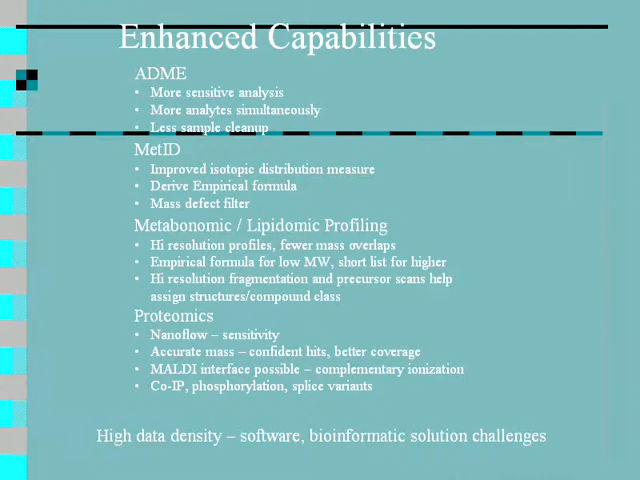 Enhanced Capabilities
ADME
• More sensitive analysis
• More analytes simultaneously
• Less sample cleanup
MetID
• Improved isotopic distribution measure
• Derive Empirical formula
• Mass defect filter
Metabonomic / Lipidomic Profiling
• Hi resolution profiles, fewer mass overlaps
• Empirical formula for low MW, short list for higher
• Hi resolution fragmentation and precursor scans help
assign structures/compound class
Proteomics
• Nanoflow – sensitivity
• Accurate mass – confident hits, better coverage
• MALDI interface possible – complementary ionization
• Co-IP, phosphorylation, splice variants
High data density – software, bioinformatic solution challenges